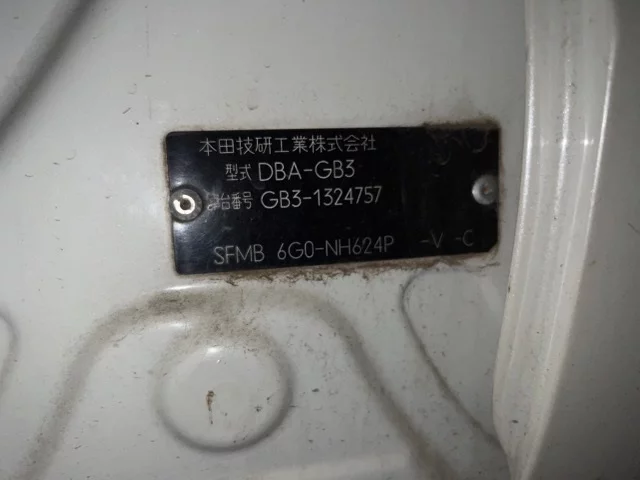 本田技研工業株式会社
型式 DBA-GB3
台番号 GB3-1324757
SFMB 6G0-NH624P -V -C